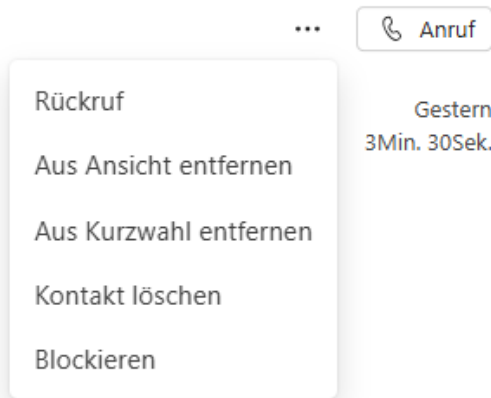 ... Anruf
Rückruf
Gestern
3Min. 30Sek.
Aus Ansicht entfernen
Aus Kurzwahl entfernen
Kontakt löschen
Blockieren